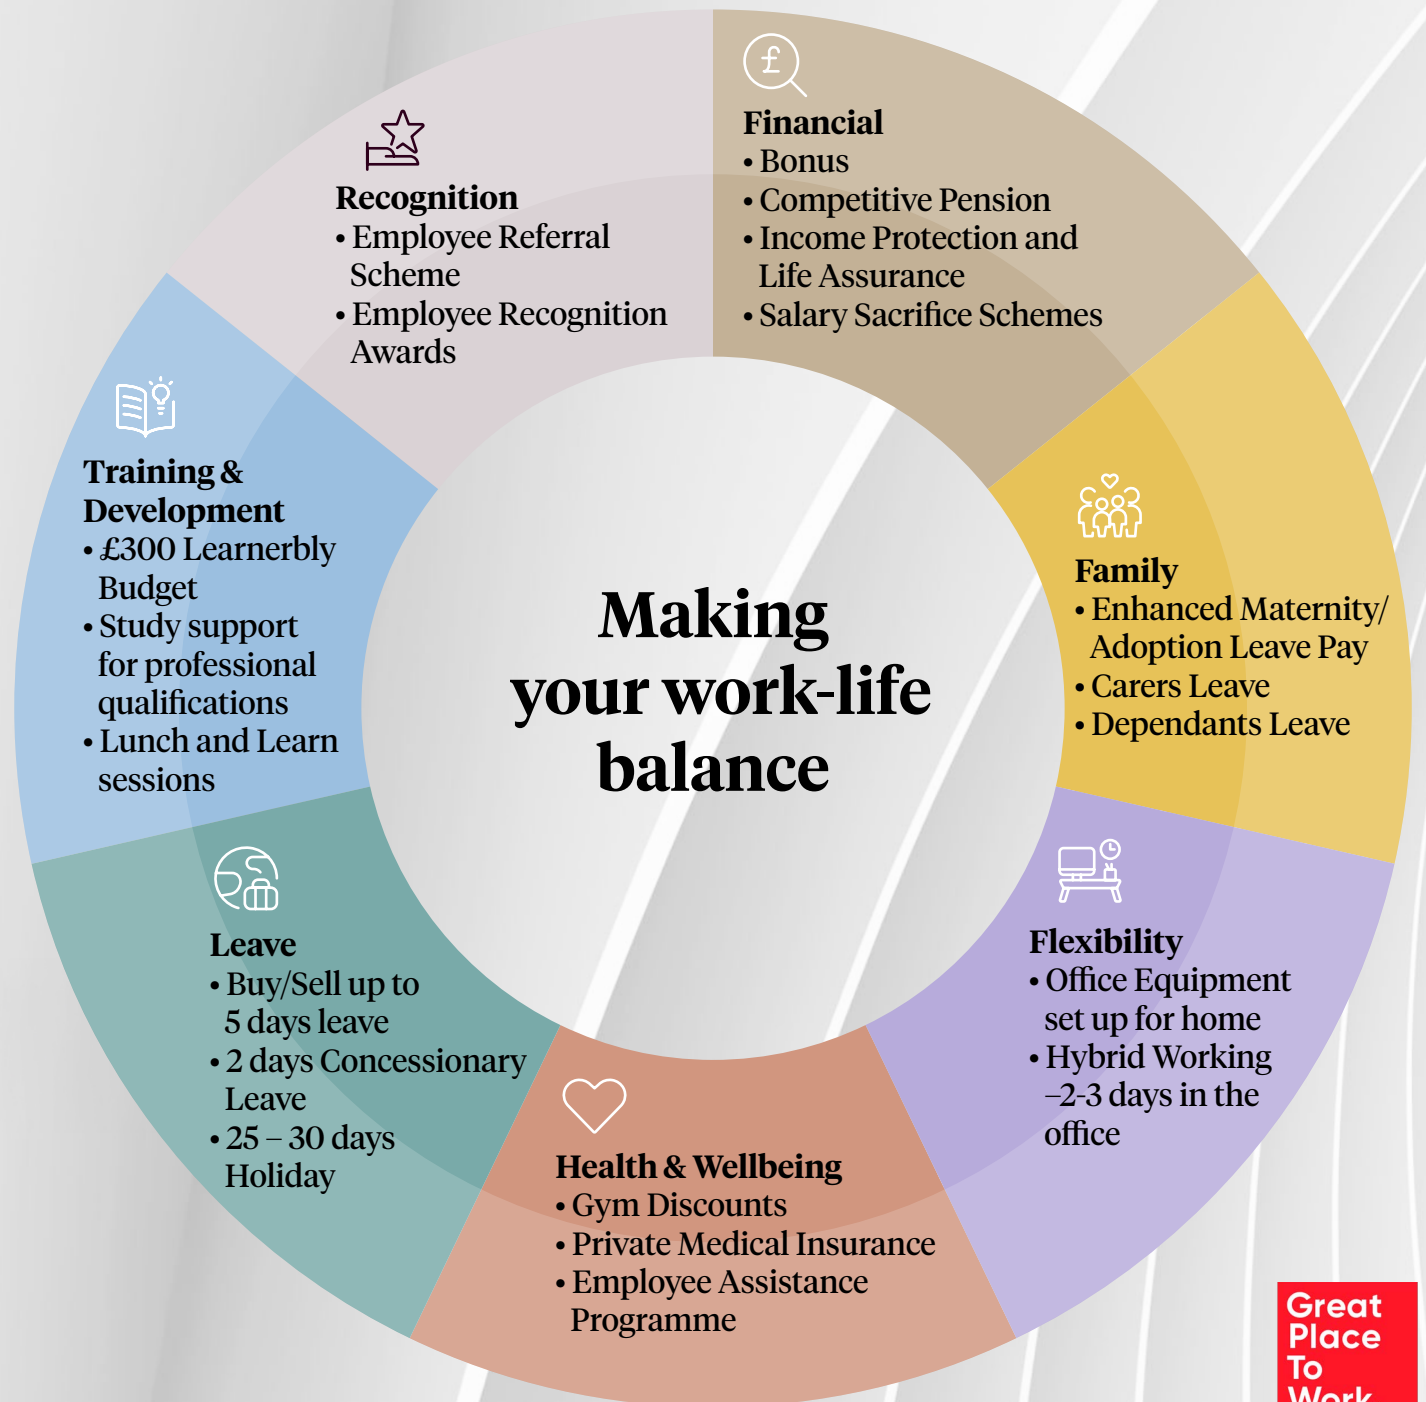 Financial
• Bonus
• Competitive Pension
• Income Protection and
Life Assurance
• Salary Sacrifice Schemes
Family
• Enhanced Maternity/
Adoption Leave Pay
• Carers Leave
• Dependants Leave
Flexibility
• Office Equipment
set up for home
• Hybrid Working
–2-3 days in the
office
Health & Wellbeing
• Gym Discounts
• Private Medical Insurance
• Employee Assistance
Programme
Leave
• Buy/Sell up to
5 days leave
• 2 days Concessionary
Leave
• 25 – 30 days
Holiday
Training &
Development
• £300 Learnerbly
Budget
• Study support
for professional
qualifications
• Lunch and Learn
sessions
Recognition
• Employee Referral
Scheme
• Employee Recognition
Awards
Making
your work-life
balance
Great
Place
To
Work